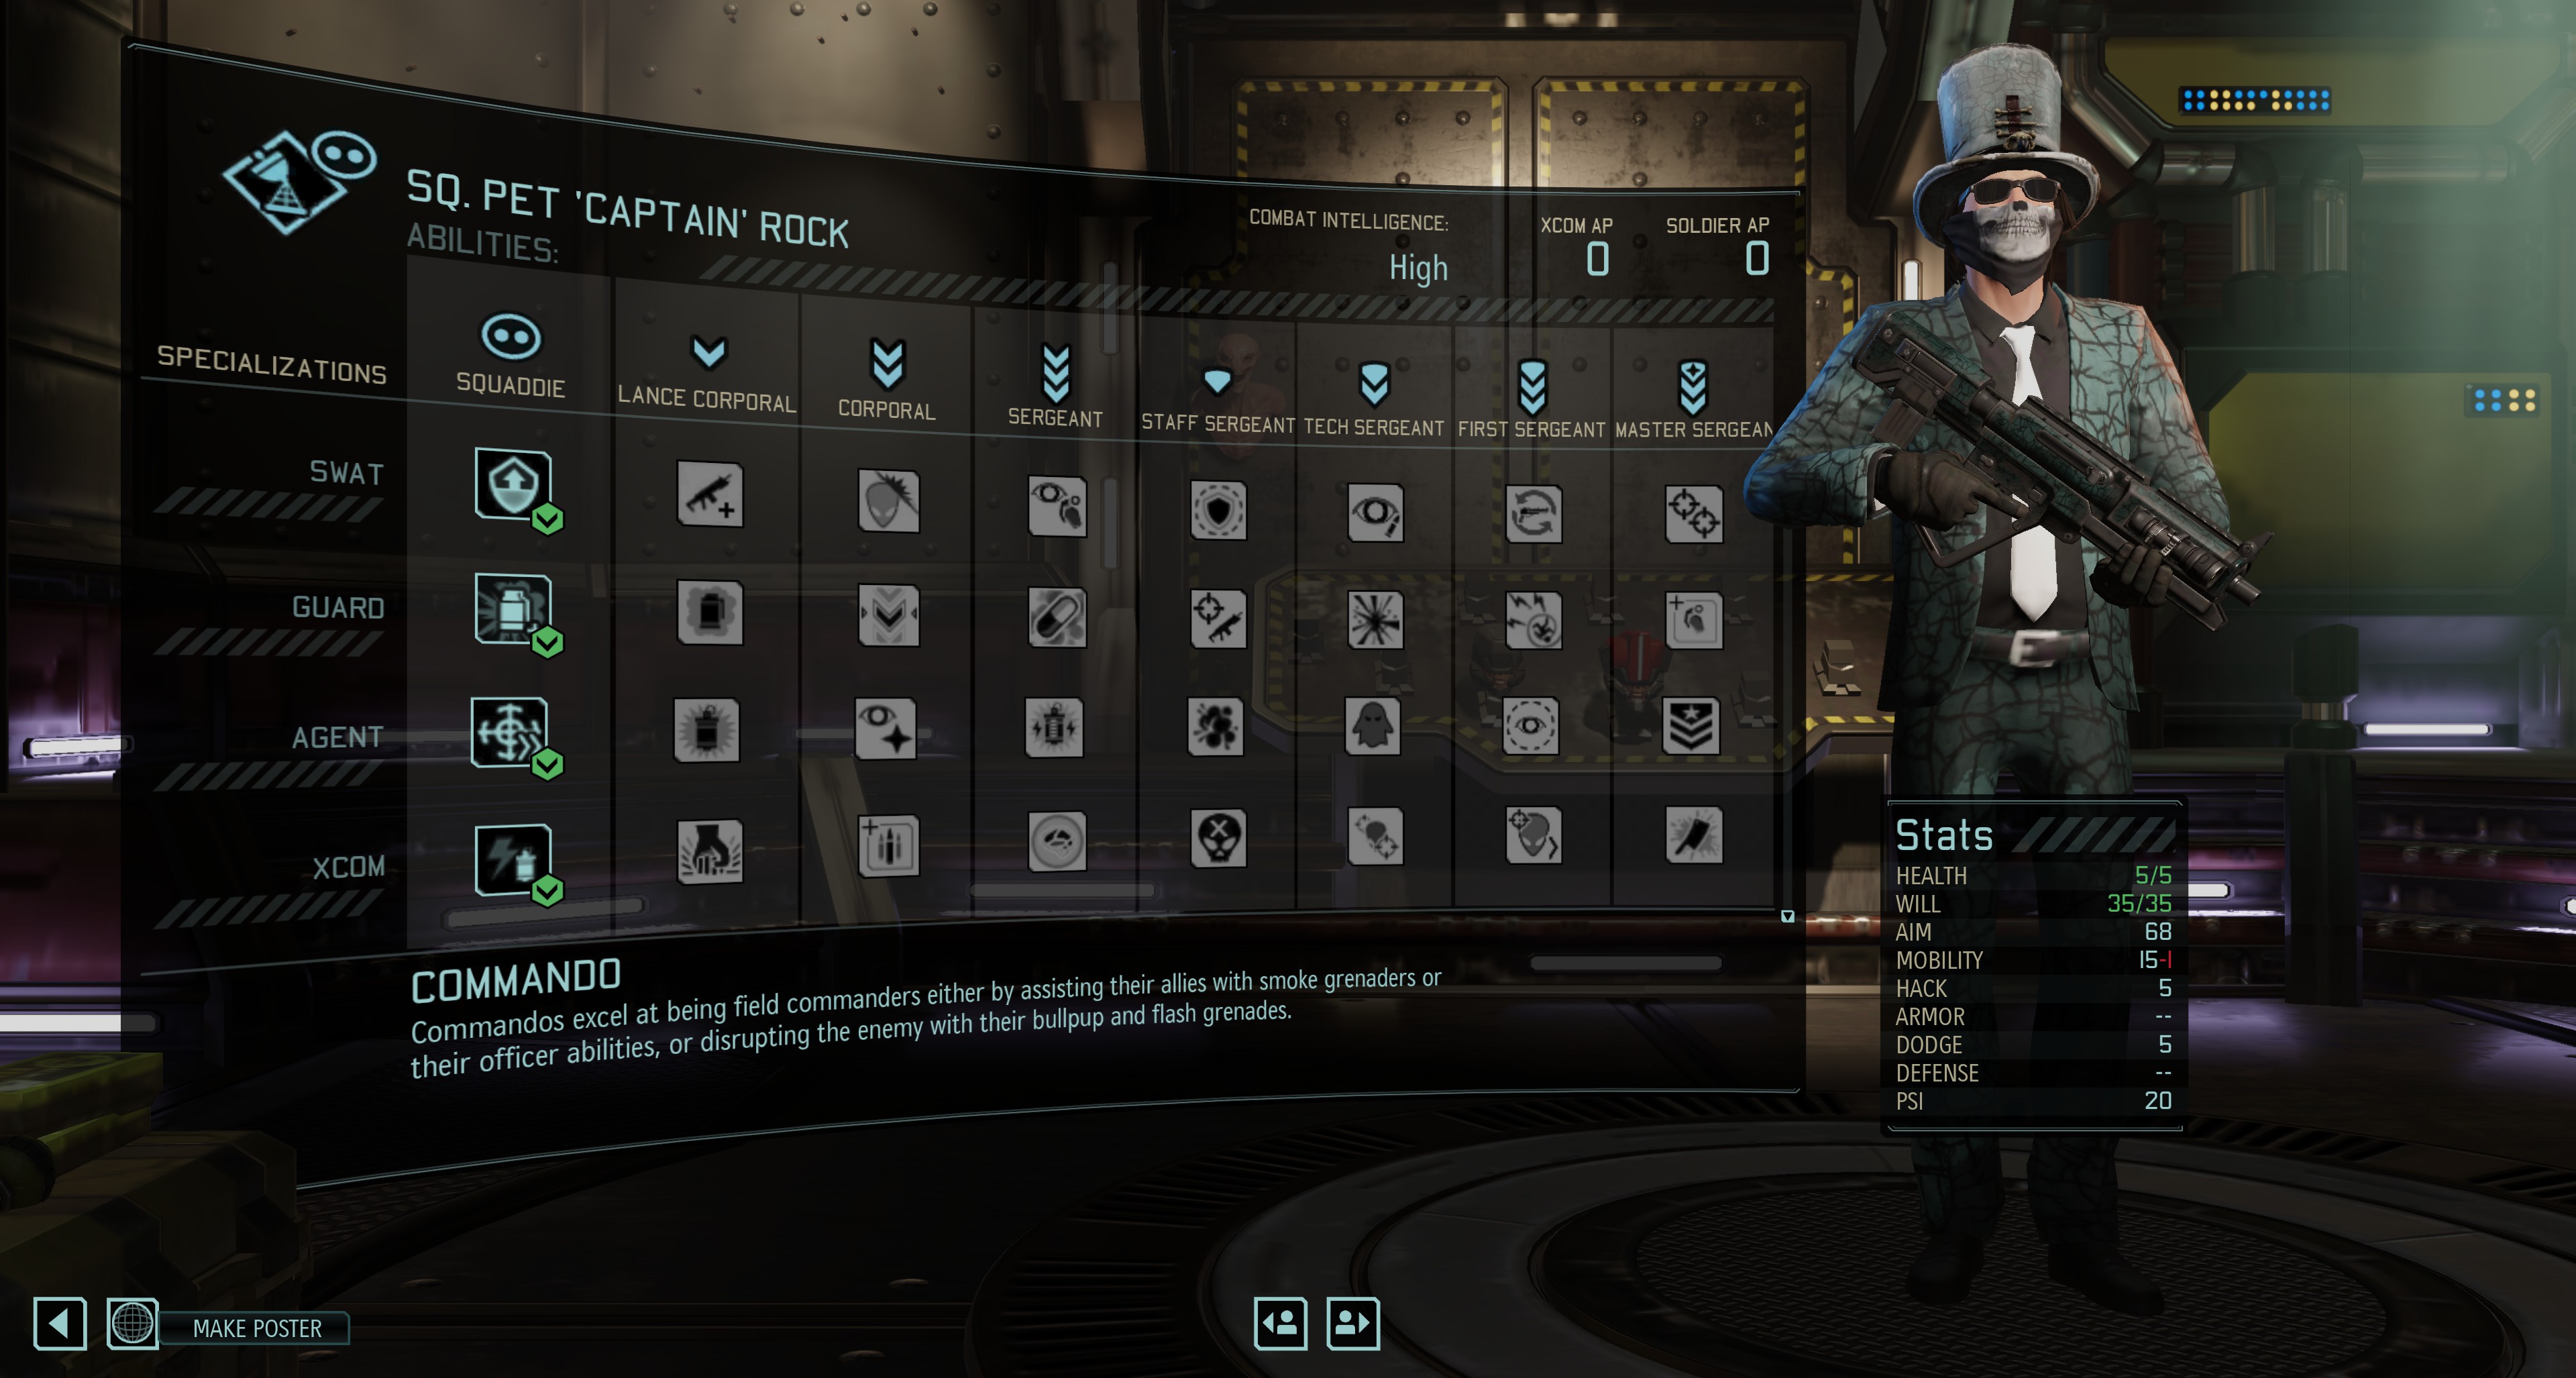 SQ. PET 'CAPTAIN' ROCK
ABILITIES:
COMBAT INTELLIGENCE:
High
XCOM AP
0
SOLDIER AP
0
SPECIALIZATIONS
SQUADDIE
LANCE CORPORAL
CORPORAL
SERGEANT
STAFF SERGEANT
TECH SERGEANT
FIRST SERGEANT
MASTER SERGEAN
SWAT
GUARD
AGENT
XCOM
COMMANDO
Commandos excel at being field commanders either by assisting their allies with smoke grenaders or
their officer abilities, or disrupting the enemy with their bullpup and flash grenades.
Stats
HEALTH 5/5
WILL 35/35
AIM 68
MOBILITY 15-1
HACK 5
ARMOR --
DODGE 5
DEFENSE --
PSI 20
MAKE POSTER